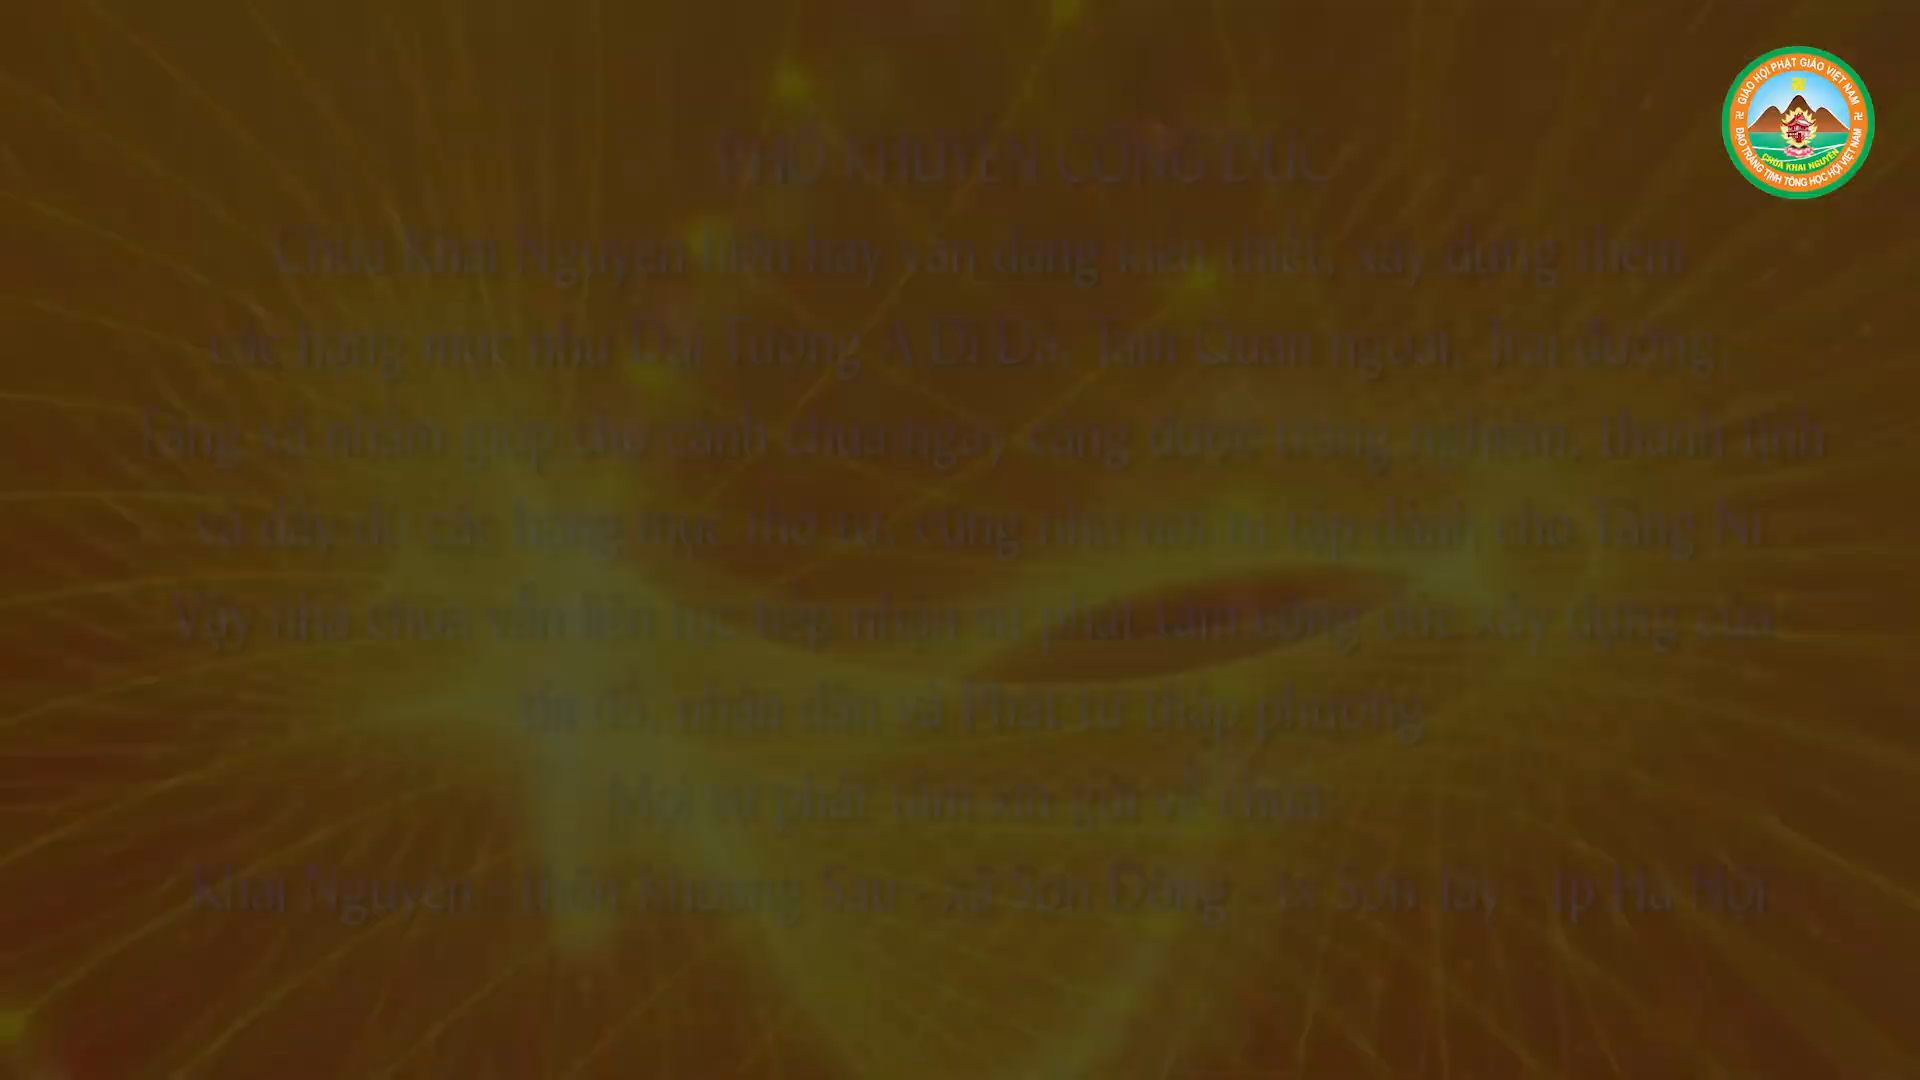 PHỔ KHUYẾN CÔNG ĐỨC
Chùa Khai Nguyên hiện nay vẫn đang kiến thiết, xây dựng thêm
các hạng mục như Đại Tượng A Di Đà, Tam Quan ngoại, Trai đường,
Tăng xá nhằm giúp cho cảnh chùa ngày càng được trang nghiêm, thanh tịnh
và đầy đủ các hạng mục thờ tự, cũng như nơi tu tập dành cho Tăng Ni
Vậy nhà chùa vẫn liên tục tiếp nhận sự phát tâm công đức xây dựng của
tín đồ, nhân dân và Phật tử thập phương
Mọi sự phát tâm xin gửi về chùa
Khai Nguyên - thôn Khoang Sau - xã Sơn Đông - tx Sơn Tây - tp Hà Nội
GIÁO HỘI PHẬT GIÁO VIỆT NAM
CHÙA KHAI NGUYÊN
ĐẠO TRÀNG TỊNH TÔNG HỌC HỘI VIỆT NAM